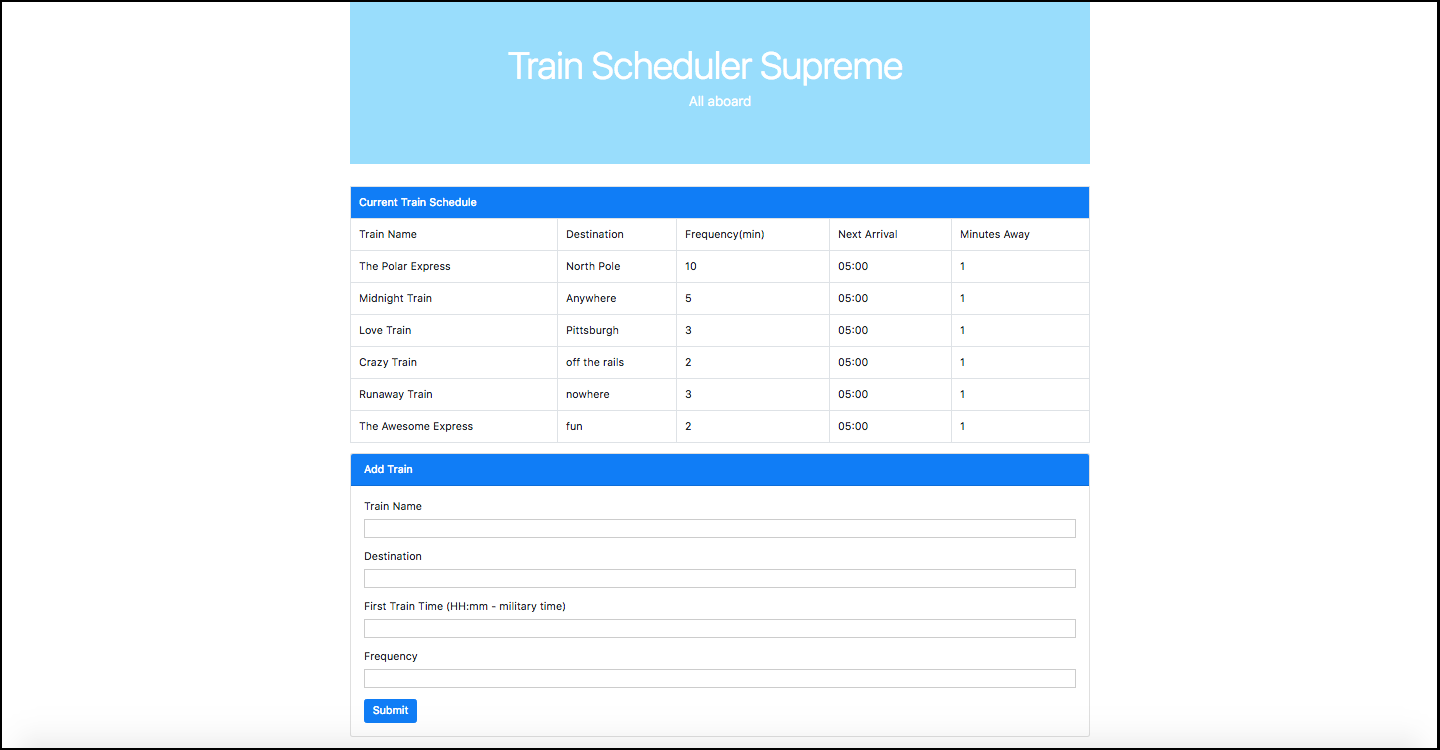 Train Scheduler Supreme
All aboard
Current Train Schedule
Train Name Destination Frequency(min) Next Arrival Minutes Away
The Polar Express North Pole 10 05:00 1
Midnight Train Anywhere 5 05:00 1
Love Train Pittsburgh 3 05:00 1
Crazy Train off the rails 2 05:00 1
Runaway Train nowhere 3 05:00 1
The Awesome Express fun 2 05:00 1
Add Train
Train Name
Destination
First Train Time (HH:mm - military time)
Frequency
Submit